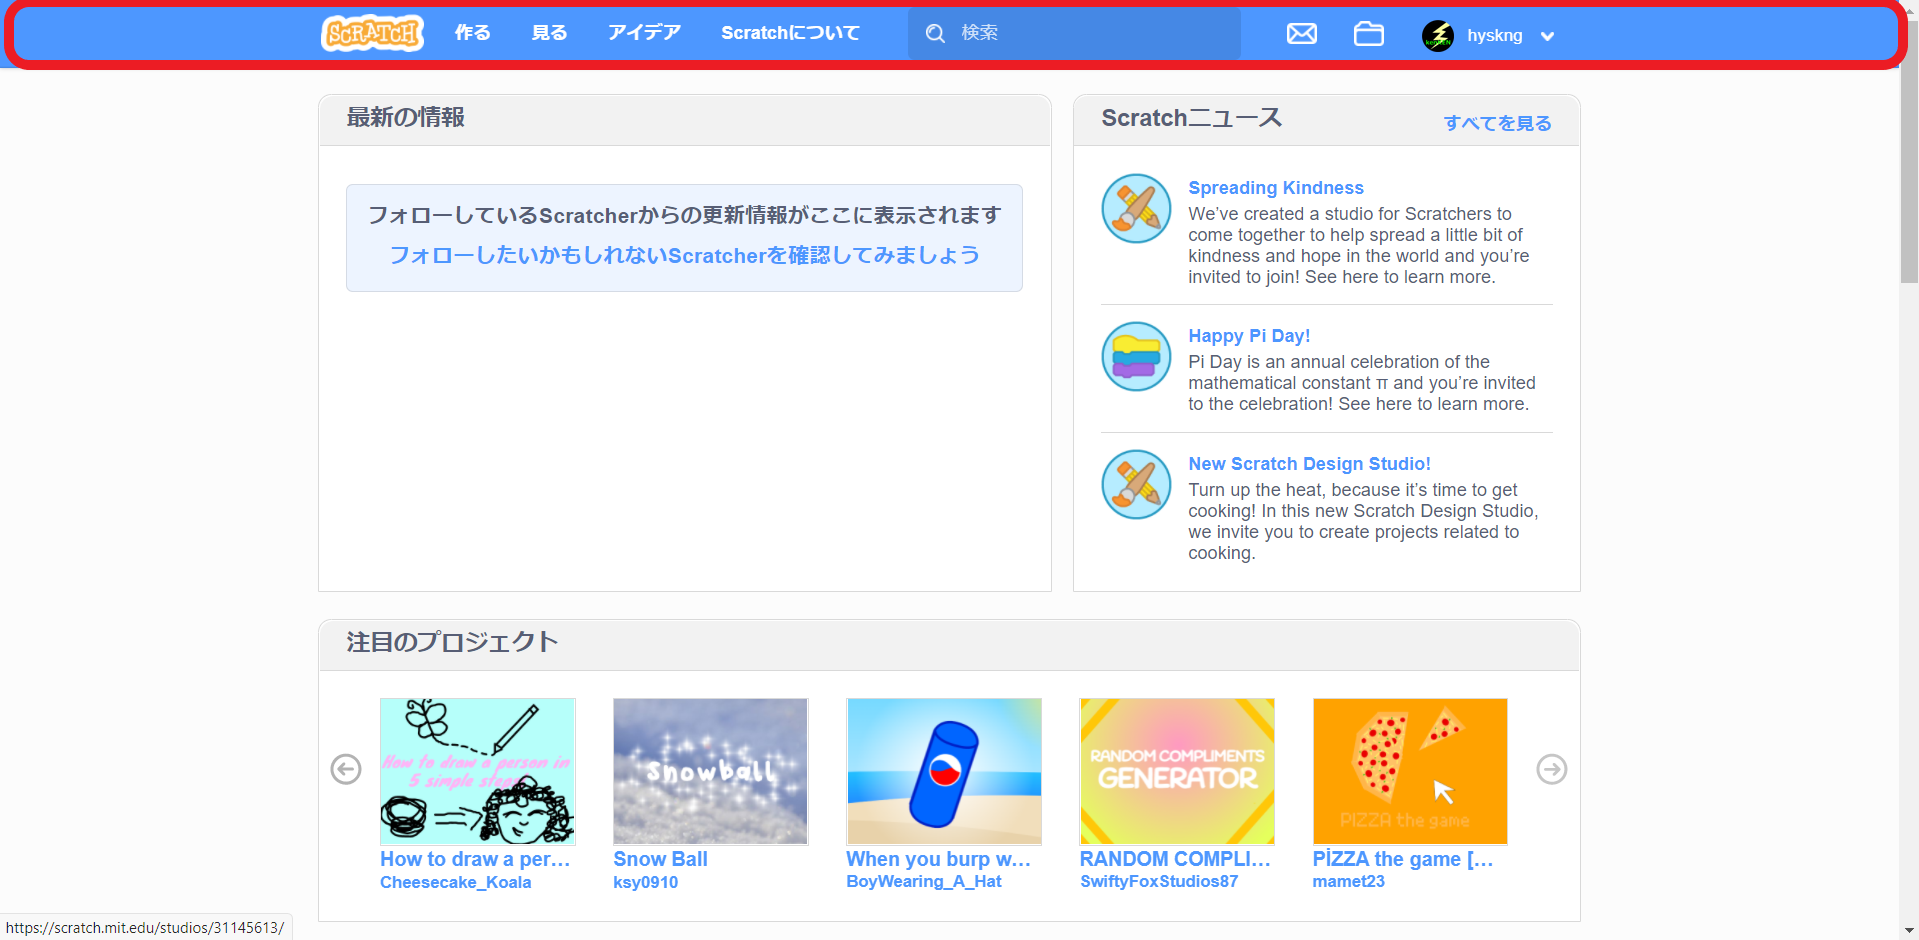 SCRATCH 作る 見る アイデア Scratchについて 検索 hyskng
最新の情報
フォローしているScratcherからの更新情報がここに表示されます
フォローしたいかもしれないScratcherを確認してみましょう
Scratchニュース すべてを見る
Spreading Kindness
We've created a studio for Scratchers to
come together to help spread a little bit of
kindness and hope in the world and you're
invited to join! See here to learn more.
Happy Pi Day!
Pi Day is an annual celebration of the
mathematical constant π and you're invited
to the celebration! See here to learn more.
New Scratch Design Studio!
Turn up the heat, because it's time to get
cooking! In this new Scratch Design Studio,
we invite you to create projects related to
cooking.
注目のプロジェクト
How to draw a person in
5 simple steps!
Snowball
RANDOM COMPLIMENTS
GENERATOR
PIZZA the game
How to draw a per...
Cheesecake_Koala
Snow Ball
ksy0910
When you burp w...
BoyWearing_A_Hat
RANDOM COMPLI...
SwiftyFoxStudios87
PİZZA the game [...
mamet23
https://scratch.mit.edu/studios/31145613/